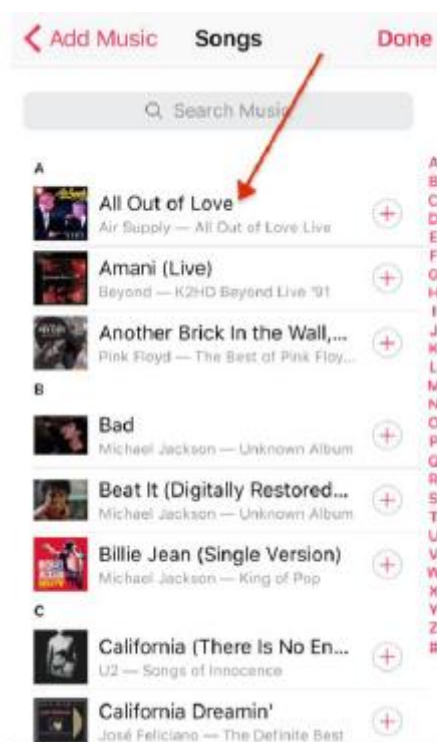 Add Music
Songs
Done
Search Music
A
All Out of Love
Air Supply — All Out of Love Live
Amani (Live)
Beyond — K2HD Beyond Live '91
Another Brick In the Wall,...
Pink Floyd — The Best of Pink Floy...
B
Bad
Michael Jackson — Unknown Album
Beat It (Digitally Restored...
Michael Jackson — Unknown Album
Billie Jean (Single Version)
Michael Jackson — King of Pop
C
California (There Is No En...
U2 — Songs of Innocence
California Dreamin'
José Feliciano — The Definite Best
A
B
C
D
E
F
G
H
I
J
K
L
M
N
O
P
Q
R
S
T
U
V
W
X
Y
Z
#